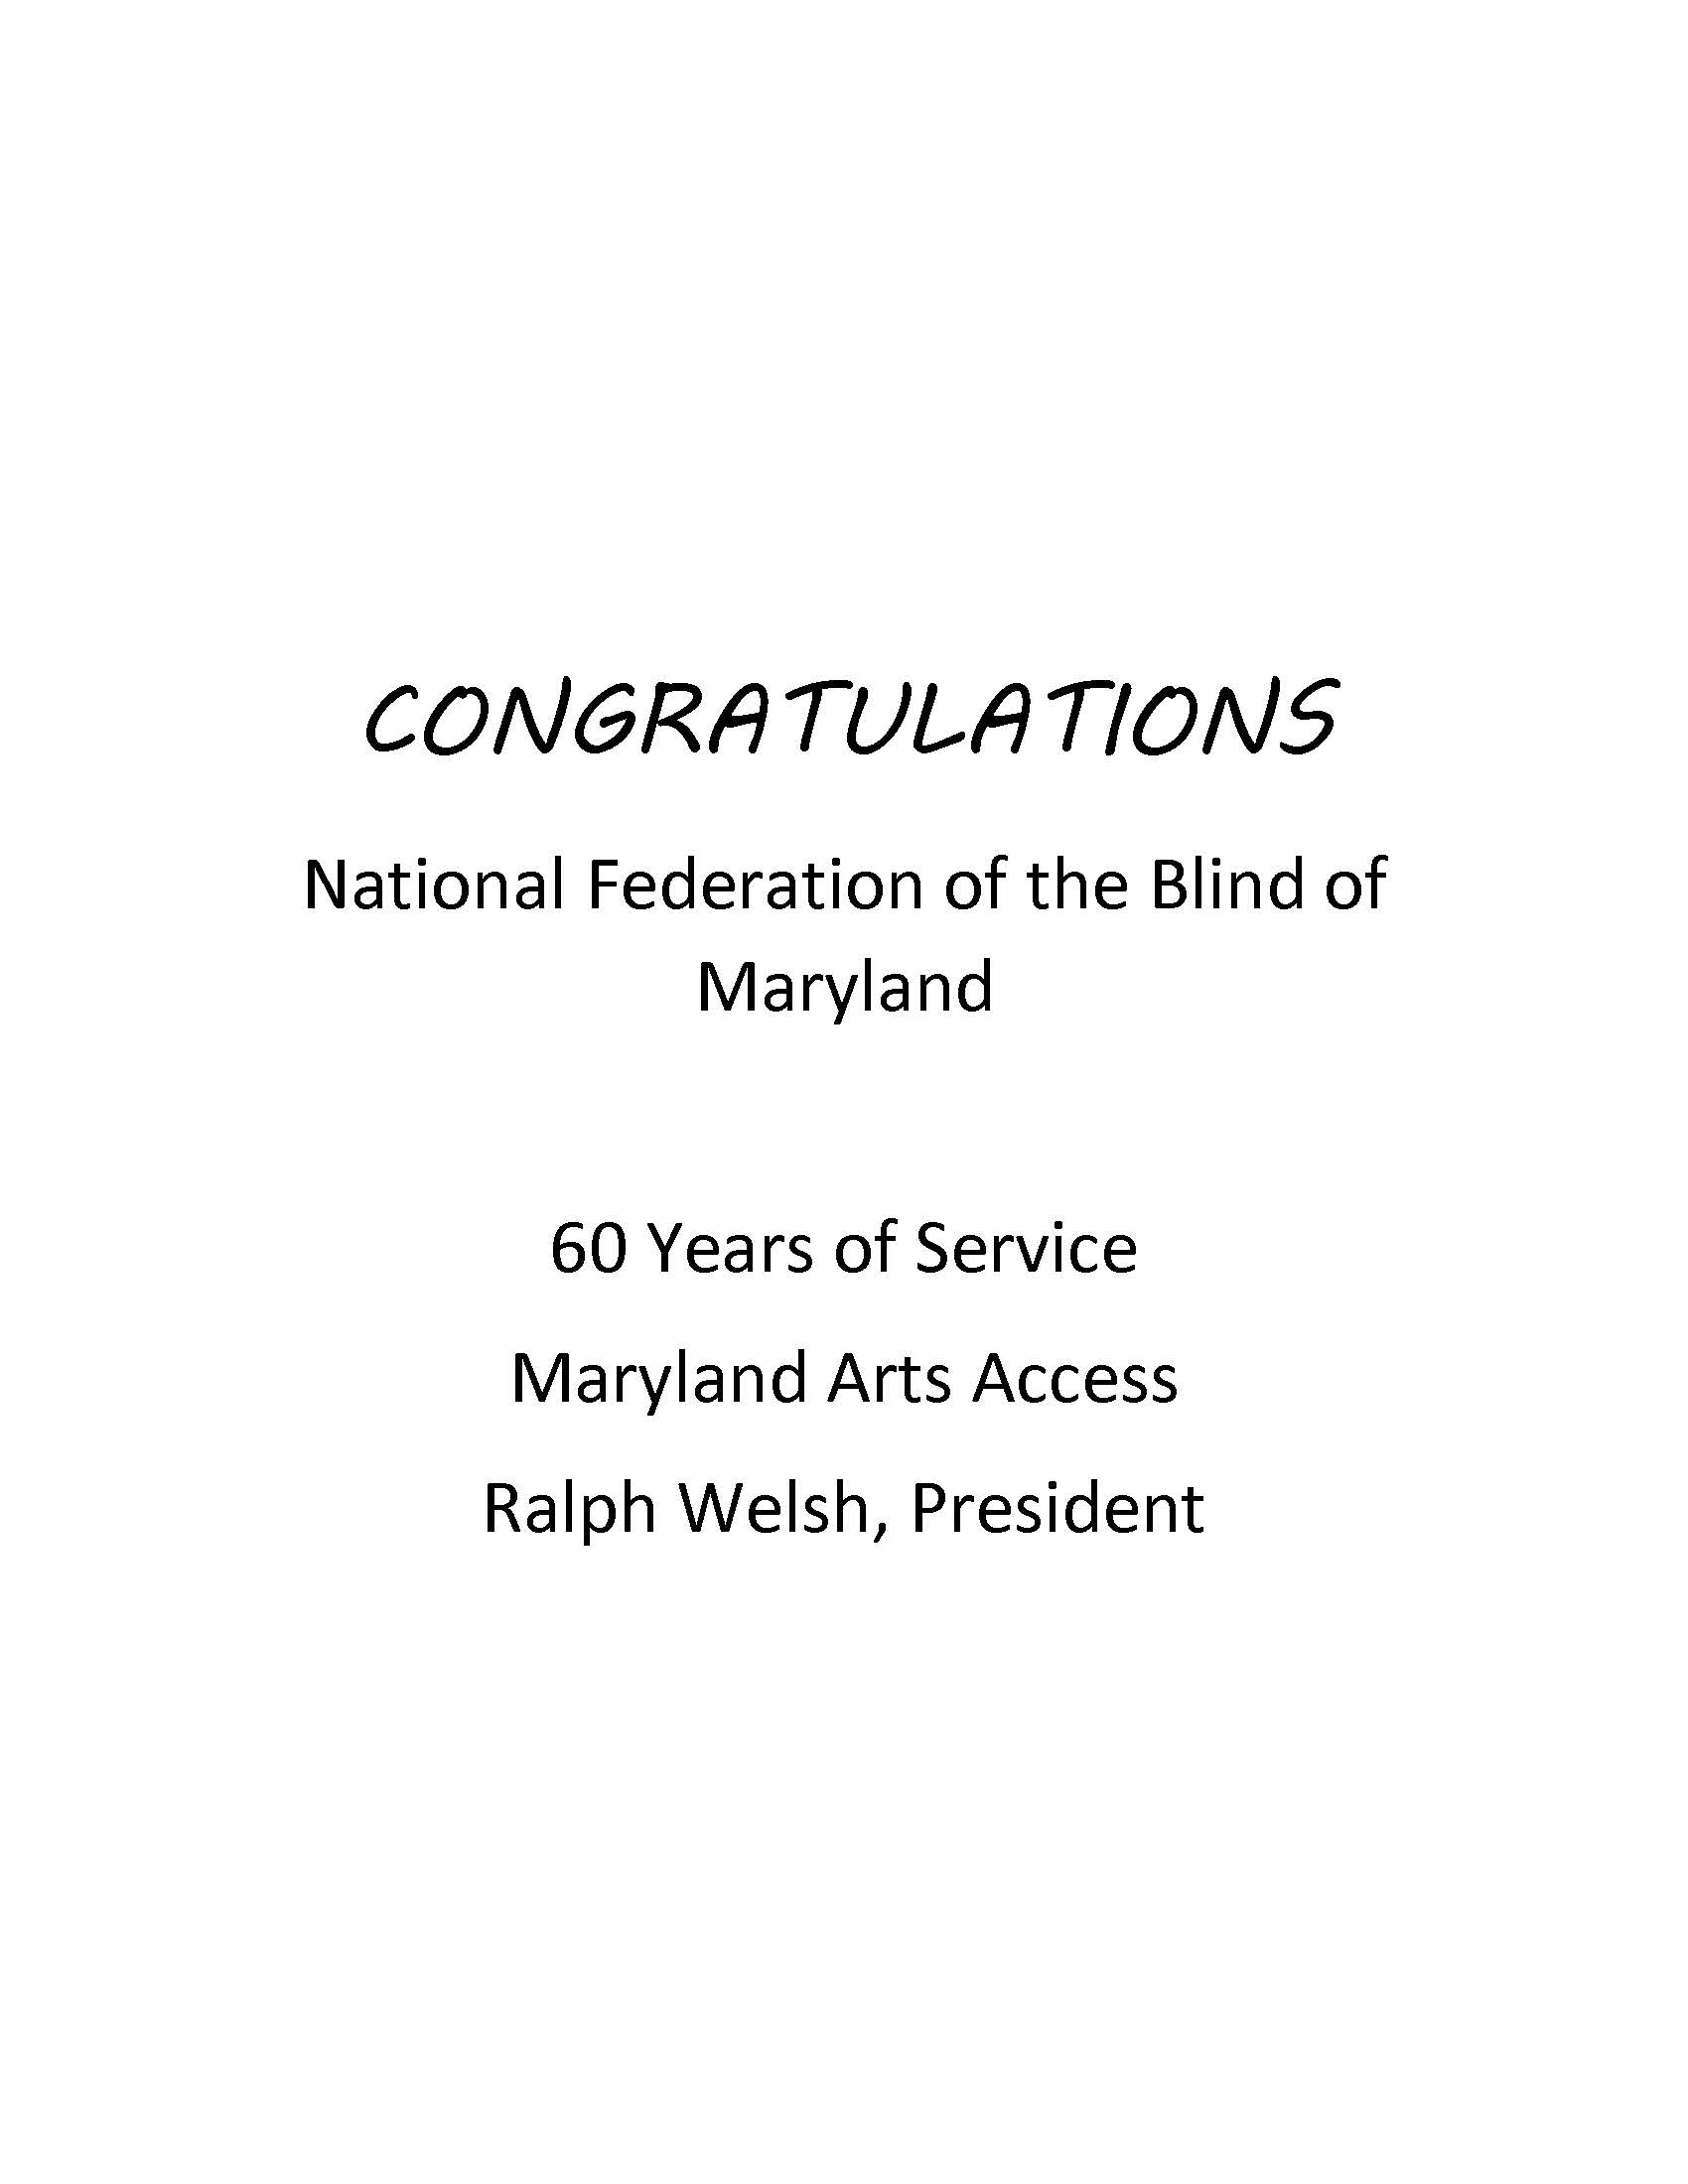 CONGRATULATIONS
National Federation of the Blind of
Maryland
60 Years of Service
Maryland Arts Access
Ralph Welsh, President